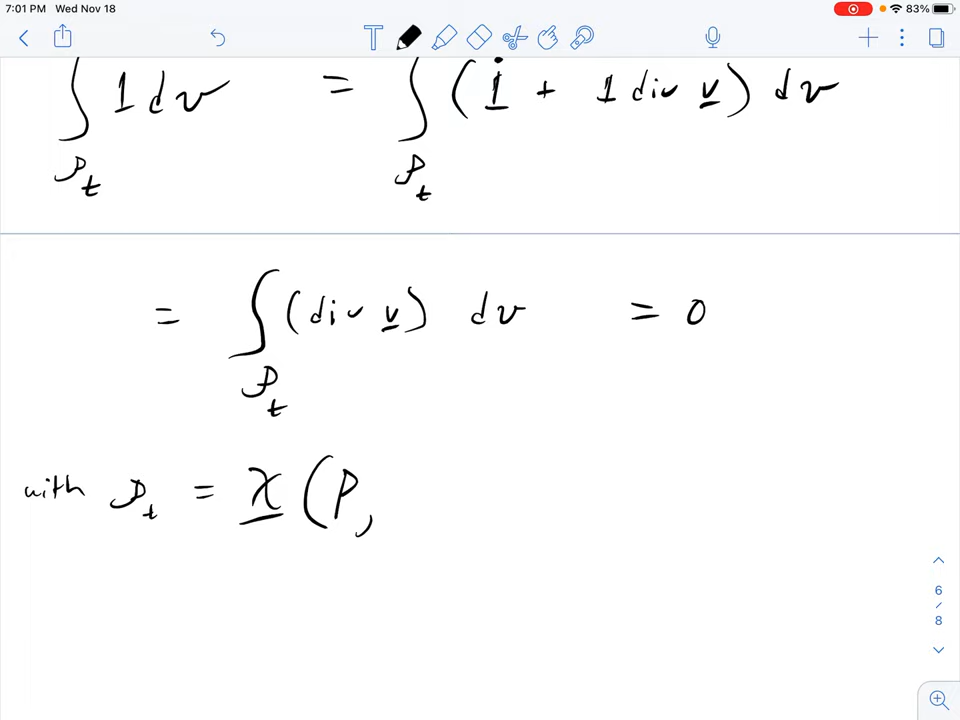 7:01 PM Wed Nov 18 83%
∫_{𝒫_t} 1 dv = ∫_{𝒫_t} (1̇ + 1 div v) dv
= ∫_{𝒫_t} (div v) dv = 0
with 𝒫_t = χ (P,
6
/
8